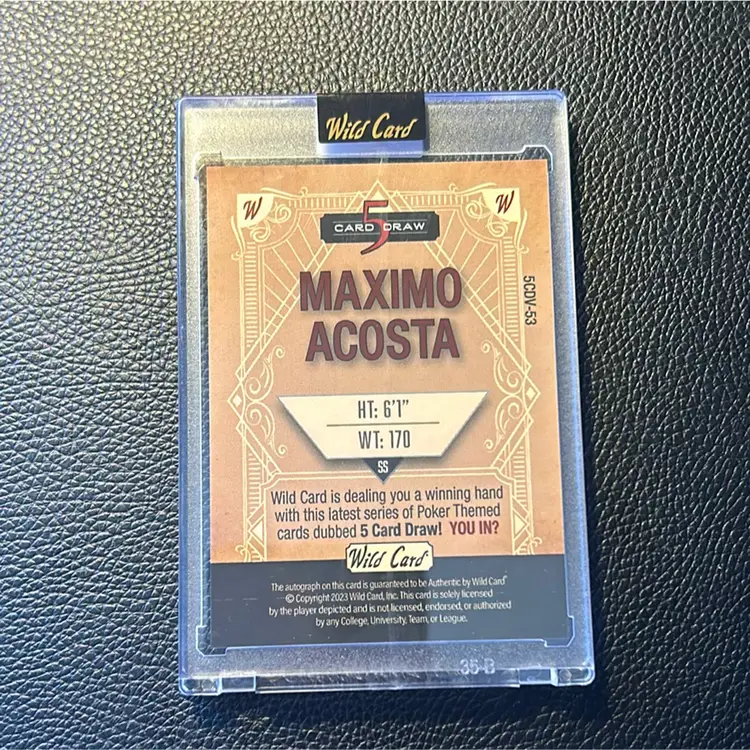 Wild Card
W
W
5
CARD DRAW
MAXIMO
ACOSTA
5CDV-53
HT: 6'1"
WT: 170
SS
Wild Card is dealing you a winning hand
with this latest series of Poker Themed
cards dubbed 5 Card Draw! YOU IN?
Wild Card
The autograph on this card is guaranteed to be Authentic by Wild Card®
© Copyright 2023 Wild Card, Inc. This card is solely licensed
by the player depicted and is not licensed, endorsed, or authorized
by any College, University, Team, or League.
35-B